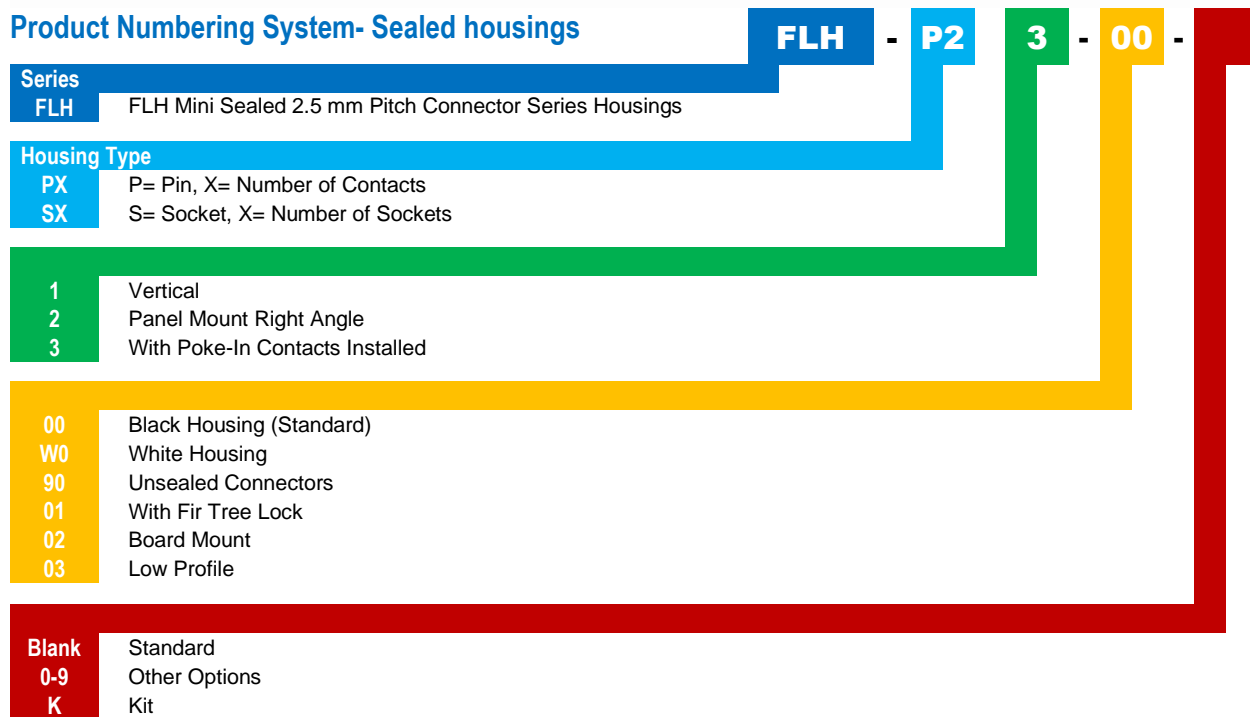 Product Numbering System- Sealed housings FLH - P2 3 - 00 -
Series
FLH FLH Mini Sealed 2.5 mm Pitch Connector Series Housings
Housing Type
PX P= Pin, X= Number of Contacts
SX S= Socket, X= Number of Sockets
1 Vertical
2 Panel Mount Right Angle
3 With Poke-In Contacts Installed
00 Black Housing (Standard)
W0 White Housing
90 Unsealed Connectors
01 With Fir Tree Lock
02 Board Mount
03 Low Profile
Blank Standard
0-9 Other Options
K Kit